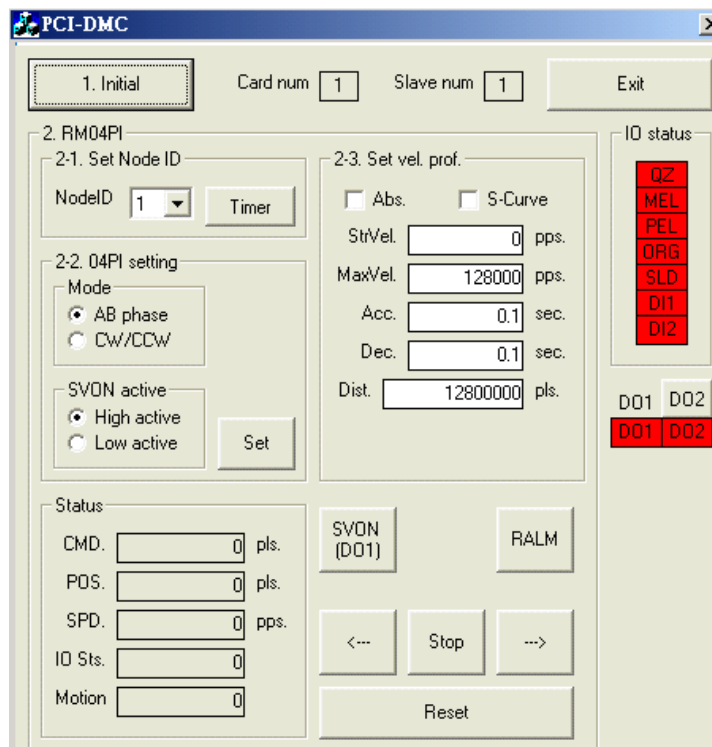 PCI-DMC
1. Initial
Card num 1
Slave num 1
Exit
2. RM04PI
2-1. Set Node ID
NodeID 1 Timer
2-2. 04PI setting
Mode
AB phase
CW/CCW
SVON active
High active
Low active
Set
2-3. Set vel. prof.
Abs. S-Curve
StrVel. 0 pps.
MaxVel. 128000 pps.
Acc. 0.1 sec.
Dec. 0.1 sec.
Dist. 12800000 pls.
IO status
QZ
MEL
PEL
ORG
SLD
DI1
DI2
DO1 DO2
DO1 DO2
Status
CMD. 0 pls.
POS. 0 pls.
SPD. 0 pps.
IO Sts. 0
Motion 0
SVON
(DO1)
RALM
<--- Stop --->
Reset